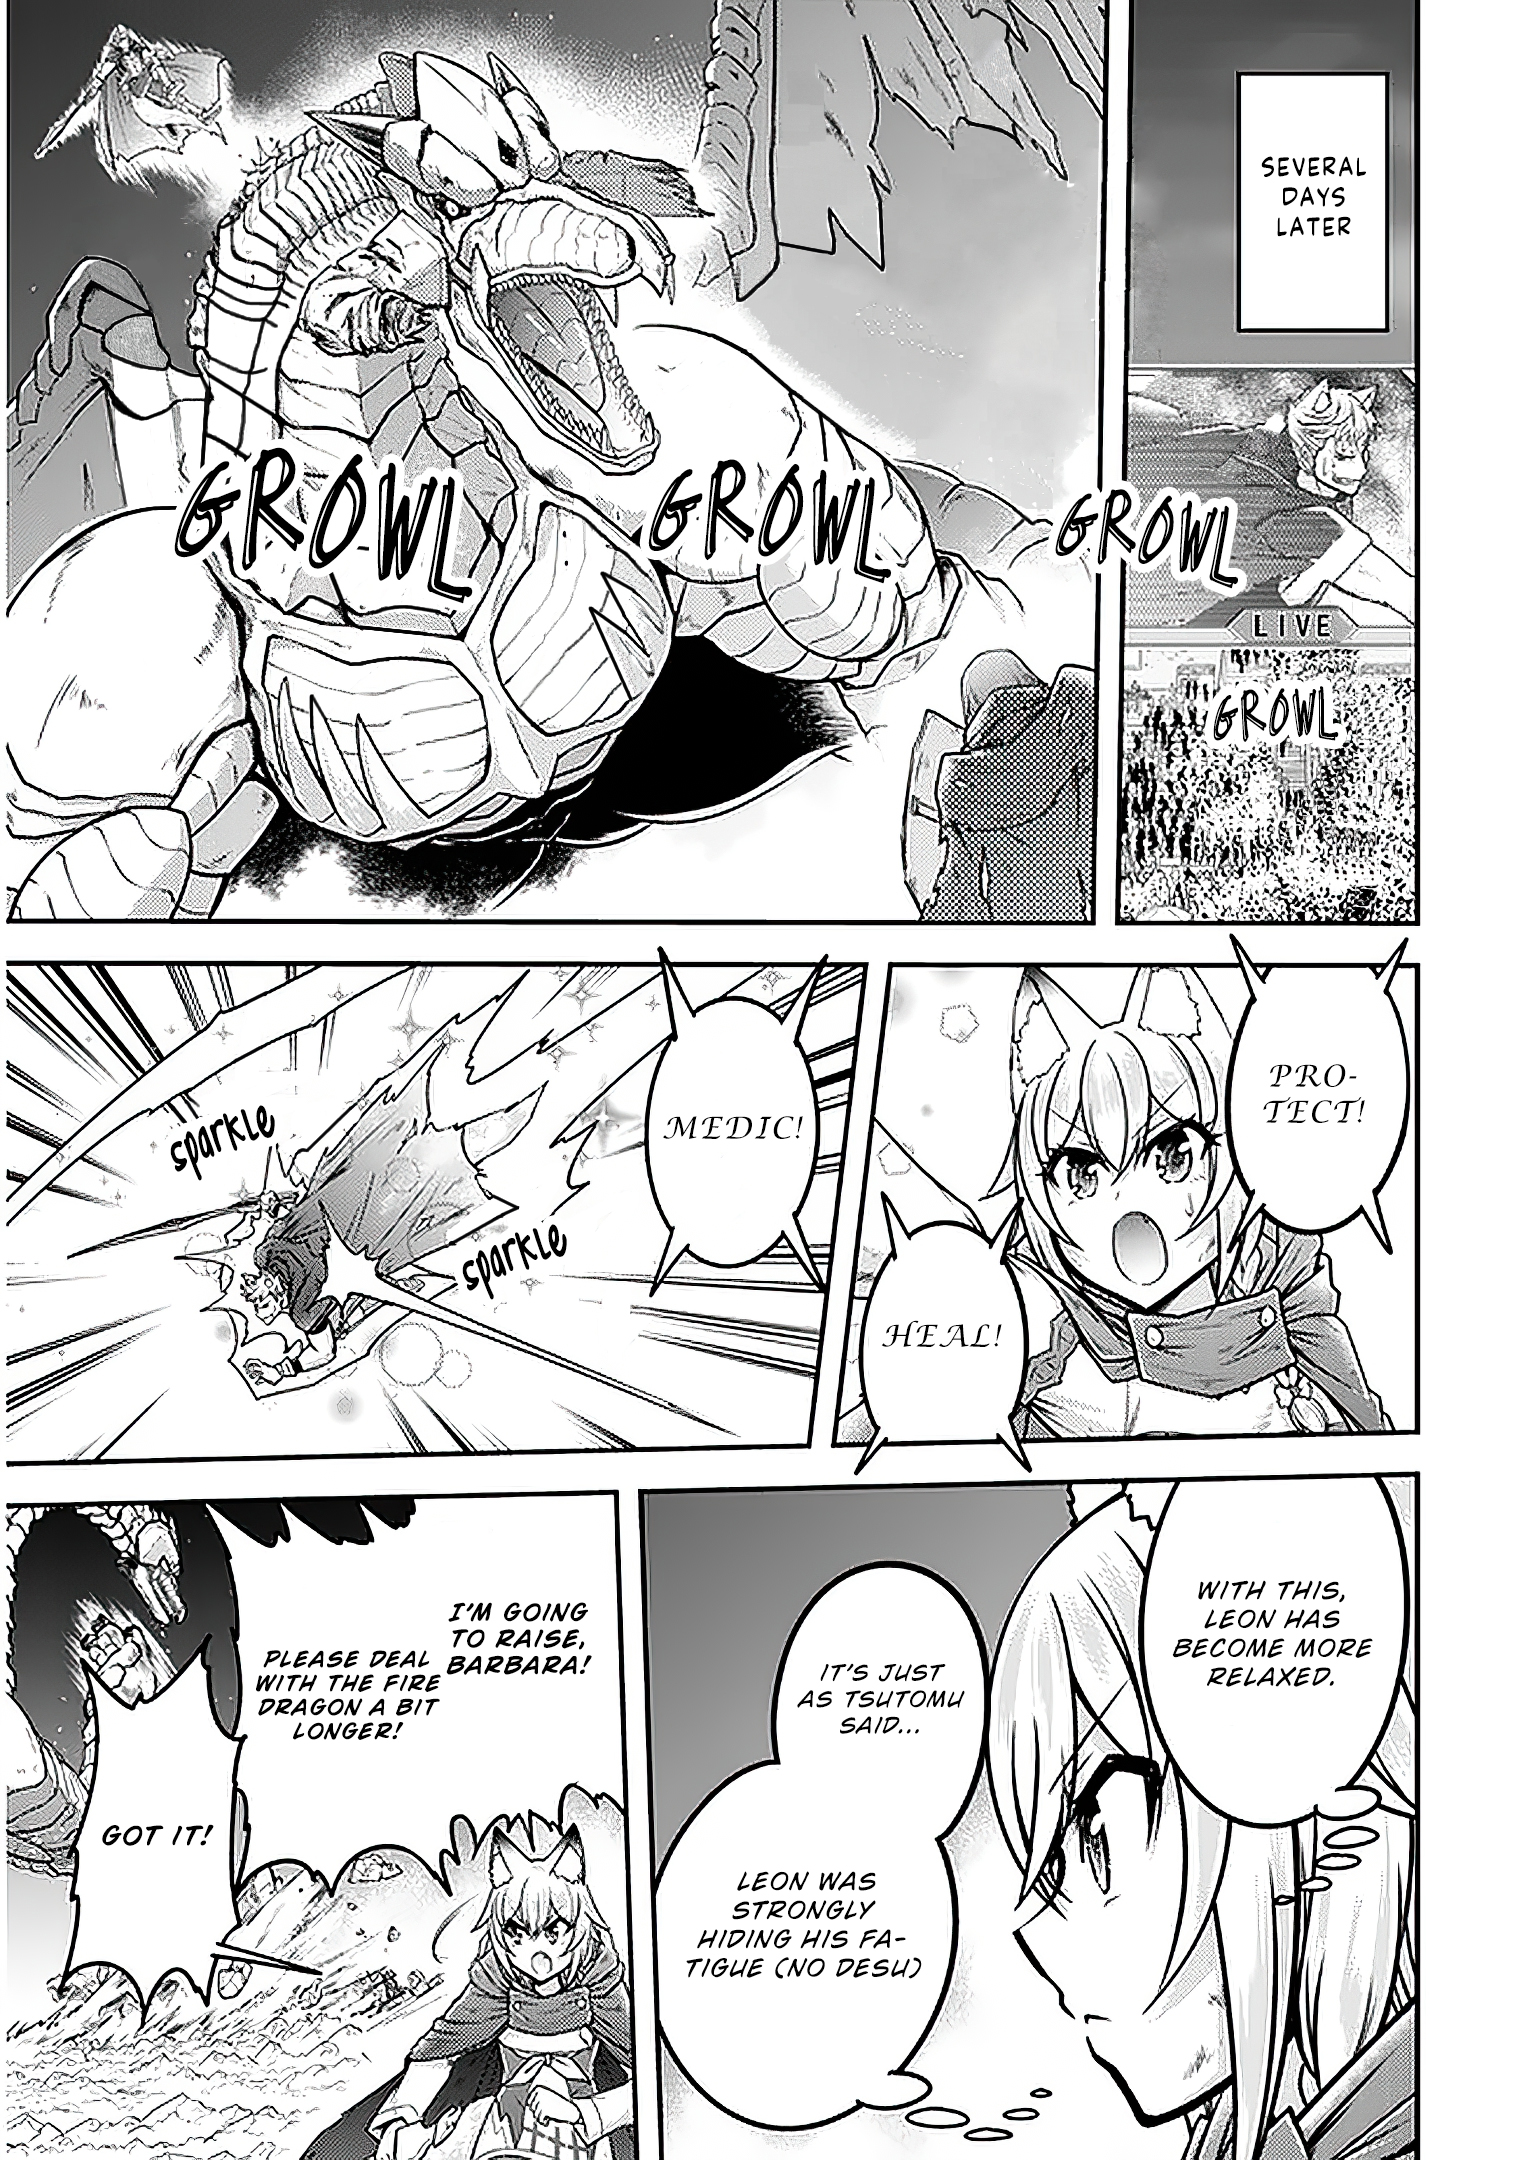 SEVERAL
DAYS
LATER
LIVE
GROWL
GROWL
GROWL
GROWL
PRO-
TECT!
HEAL!
MEDIC!
sparkle
sparkle
WITH THIS,
LEON HAS
BECOME MORE
RELAXED.
IT'S JUST
AS TSUTOMU
SAID...
LEON WAS
STRONGLY
HIDING HIS FA-
TIGUE (NO DESU)
I'M GOING
TO RAISE,
BARBARA!
PLEASE DEAL
WITH THE FIRE
DRAGON A BIT
LONGER!
GOT IT!